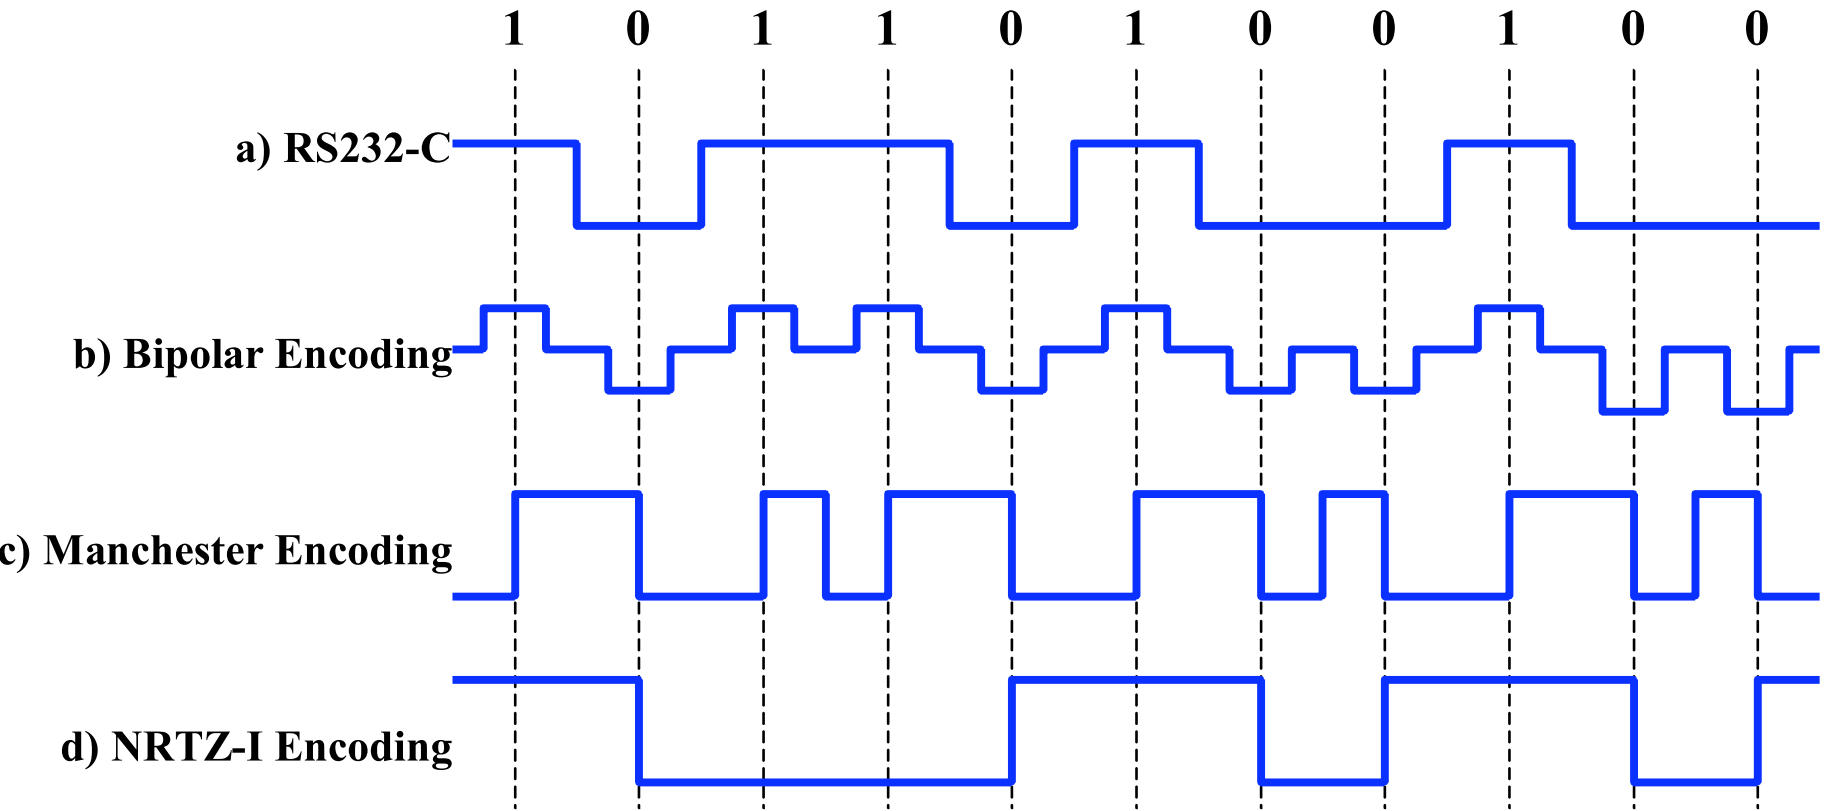 1 0 1 1 0 1 0 0 1 0 0
a) RS232-C
b) Bipolar Encoding
c) Manchester Encoding
d) NRTZ-I Encoding